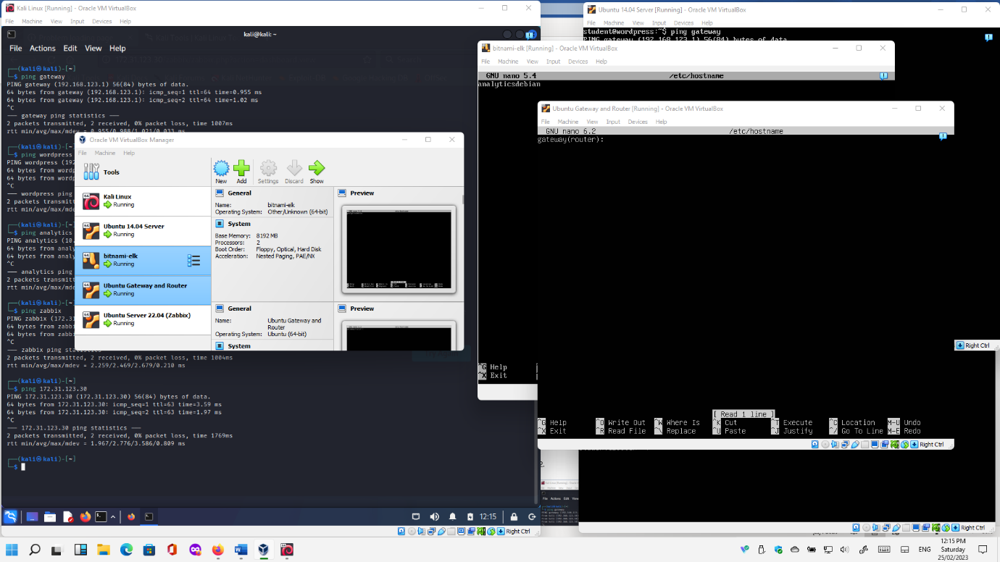 Kali Linux [Running] - Oracle VM VirtualBox
File Machine View Input Devices Help
kali@kali: ~
File Actions Edit View Help
┌──(kali㉿kali)-[~]
└─$ ping gateway
PING gateway (192.168.123.1) 56(84) bytes of data.
64 bytes from gateway (192.168.123.1): icmp_seq=1 ttl=64 time=0.955 ms
64 bytes from gateway (192.168.123.1): icmp_seq=2 ttl=64 time=1.02 ms
^C
─── gateway ping statistics ───
2 packets transmitted, 2 received, 0% packet loss, time 1007ms
rtt min/avg/max/mdev = 0.955/0.988/1.021/0.033 ms
┌──(kali㉿kali)-[~]
└─$ ping wordpress
PING wordpress (192
64 bytes from wordp
64 bytes from wordp
^C
─── wordpress ping
2 packets transmitt
rtt min/avg/max/mde
┌──(kali㉿kali)-[~]
└─$ ping analytics
PING analytics (10.
64 bytes from analy
64 bytes from analy
^C
─── analytics ping
2 packets transmitt
rtt min/avg/max/mde
┌──(kali㉿kali)-[~]
└─$ ping zabbix
PING zabbix (172.31
64 bytes from zabbi
64 bytes from zabbi
^C
─── zabbix ping statistics
2 packets transmitted, 2 received, 0% packet loss, time 1004ms
rtt min/avg/max/mdev = 2.259/2.469/2.679/0.210 ms
┌──(kali㉿kali)-[~]
└─$ ping 172.31.123.30
PING 172.31.123.30 (172.31.123.30) 56(84) bytes of data.
64 bytes from 172.31.123.30: icmp_seq=1 ttl=63 time=3.59 ms
64 bytes from 172.31.123.30: icmp_seq=2 ttl=63 time=1.97 ms
^C
─── 172.31.123.30 ping statistics ───
2 packets transmitted, 2 received, 0% packet loss, time 1769ms
rtt min/avg/max/mdev = 1.967/2.776/3.586/0.809 ms
┌──(kali㉿kali)-[~]
└─$
12:15
Right Ctrl
Oracle VM VirtualBox Manager
File Machine Help
Tools
New Add Settings Discard Show
Kali Linux
Running
Ubuntu 14.04 Server
Running
bitnami-elk
Running
Ubuntu Gateway and Router
Running
Ubuntu Server 22.04 (Zabbix)
Running
General
Name: bitnami-elk
Operating System: Other/Unknown (64-bit)
System
Base Memory: 8192 MB
Processors: 2
Boot Order: Floppy, Optical, Hard Disk
Acceleration: Nested Paging, PAE/NX
Preview
General
Name: Ubuntu Gateway and Router
Operating System: Ubuntu (64-bit)
System
Preview
Ubuntu 14.04 Server [Running] - Oracle VM VirtualBox
File Machine View Input Devices Help
student@wordpress:~$ ping gateway
PING gateway (192.168.123.1) 56(84) bytes of data.
bitnami-elk [Running] - Oracle VM VirtualBox
File Machine View Input Devices Help
GNU nano 5.4 /etc/hostname
analyticsdebian
^G Help
^X Exit
Ubuntu Gateway and Router [Running] - Oracle VM VirtualBox
File Machine View Input Devices Help
GNU nano 6.2 /etc/hostname
gateway(router):
[ Read 1 line ]
^G Help ^O Write Out ^W Where Is ^K Cut ^T Execute ^C Location M-U Undo
^X Exit ^R Read File ^\ Replace ^U Paste ^J Justify ^/ Go To Line M-E Redo
Right Ctrl
Right Ctrl
2.
Right Ctrl
ENG
12:15 PM
Saturday
25/02/2023